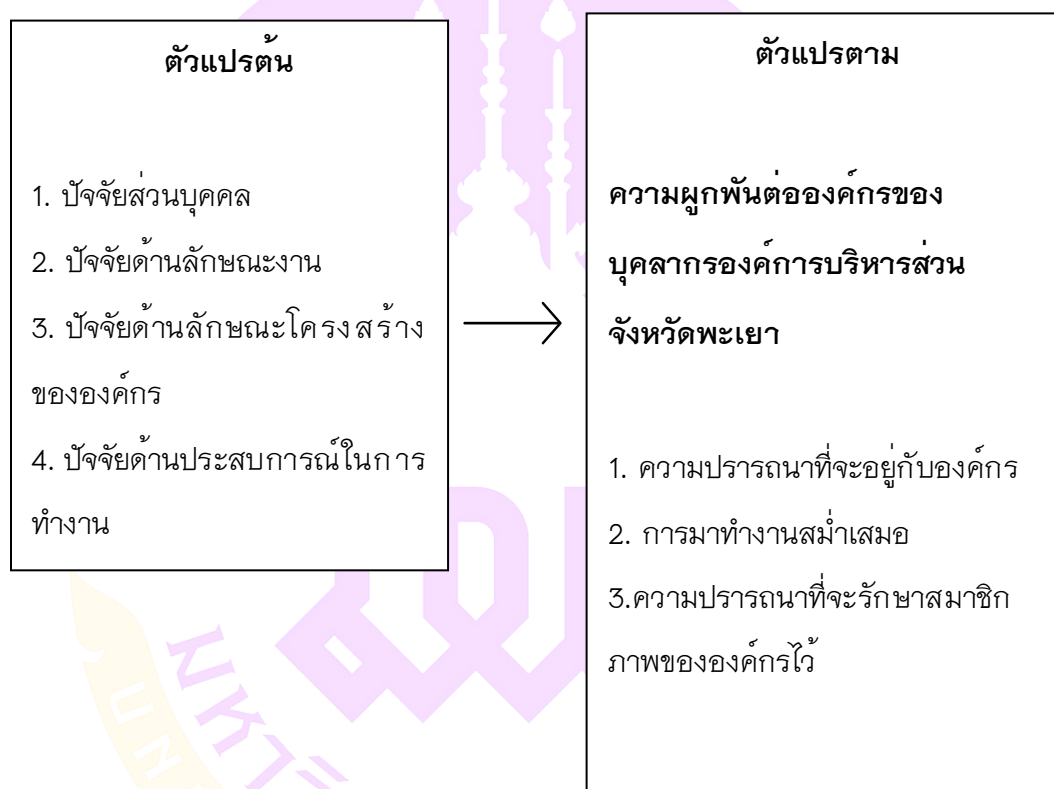 ตัวแปรต้น
1. ปัจจัยส่วนบุคคล
2. ปัจจัยด้านลักษณะงาน
3. ปัจจัยด้านลักษณะโครงสร้าง
ขององค์กร
4. ปัจจัยด้านประสบการณ์ในการ
ทำงาน
ตัวแปรตาม
ความผูกพันต่อองค์กรของ
บุคลากรองค์การบริหารส่วน
จังหวัดพะเยา
1. ความปรารถนาที่จะอยู่กับองค์กร
2. การมาทำงานสม่ำเสมอ
3.ความปรารถนาที่จะรักษาสมาชิก
ภาพขององค์กรไว้